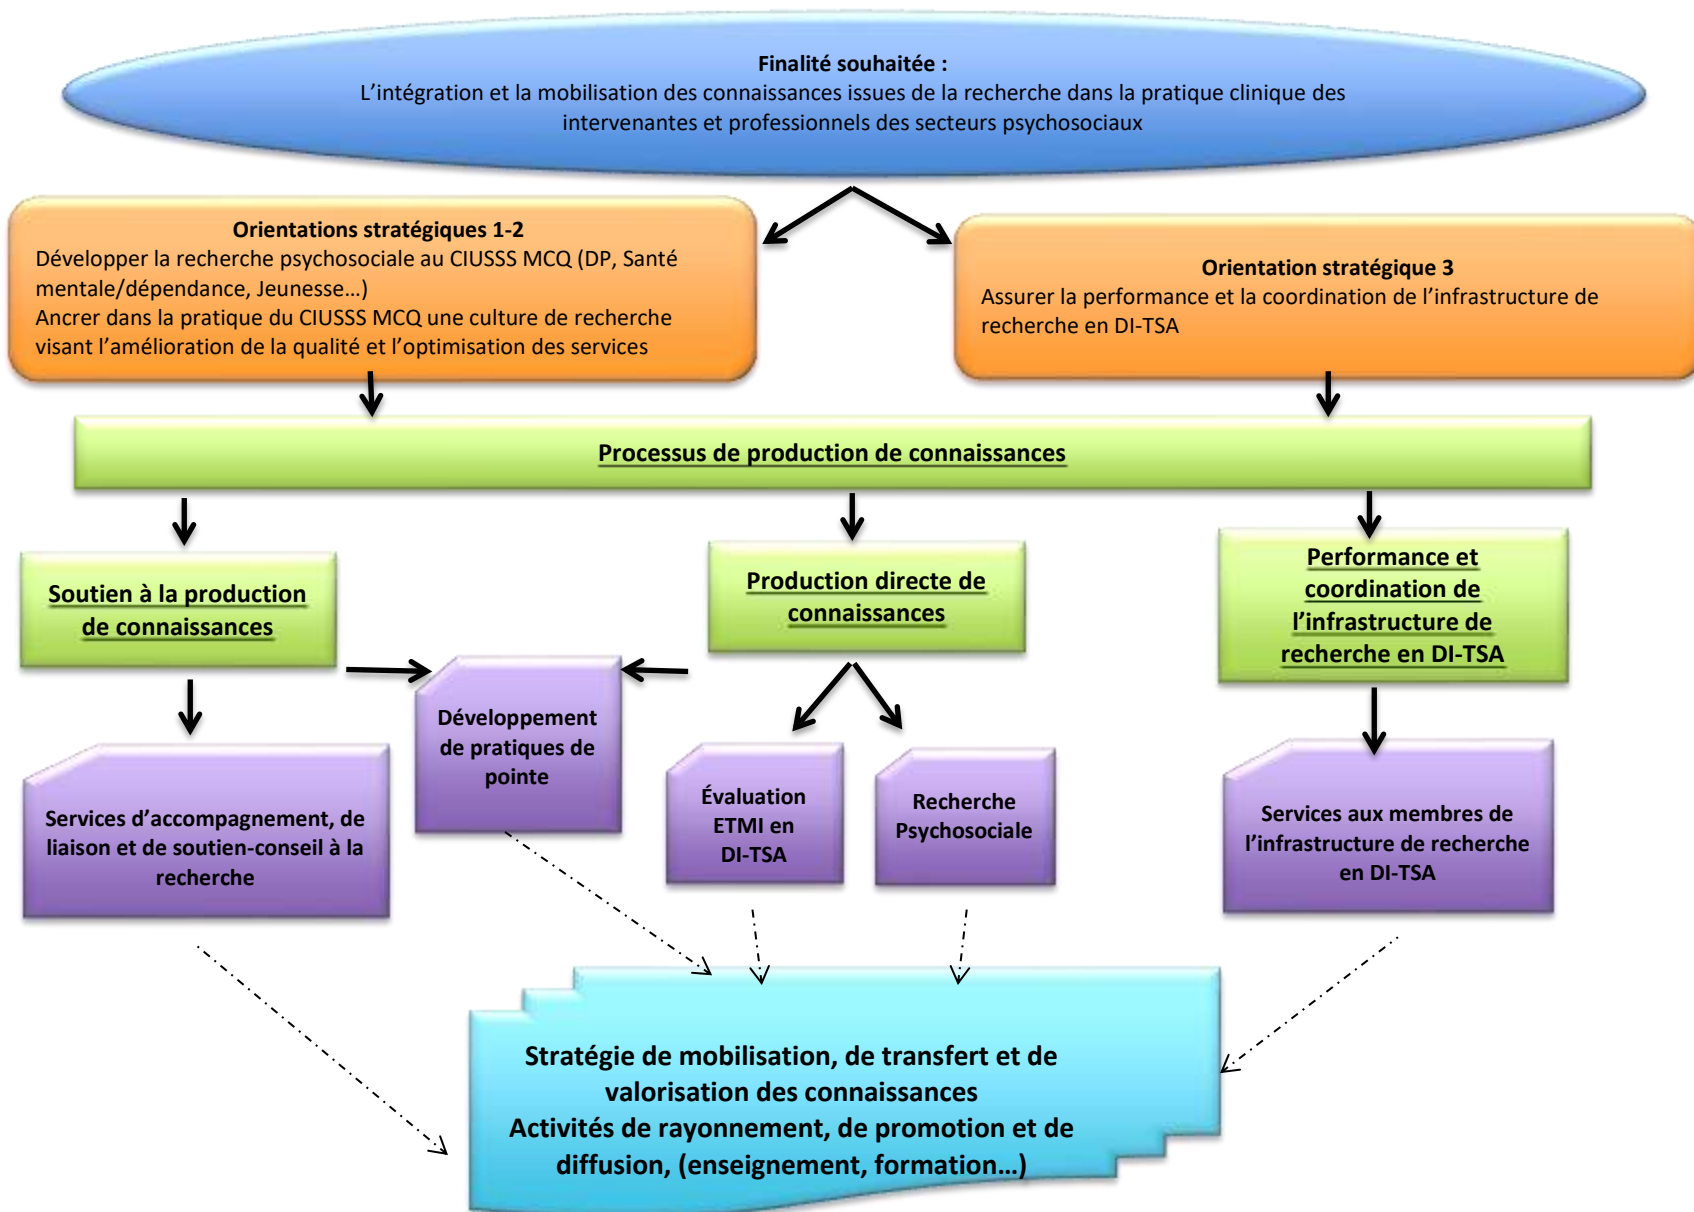 Finalité souhaitée :
L’intégration et la mobilisation des connaissances issues de la recherche dans la pratique clinique des
intervenantes et professionnels des secteurs psychosociaux
Orientations stratégiques 1-2
Développer la recherche psychosociale au CIUSSS MCQ (DP, Santé
mentale/dépendance, Jeunesse…)
Ancrer dans la pratique du CIUSSS MCQ une culture de recherche
visant l’amélioration de la qualité et l’optimisation des services
Orientation stratégique 3
Assurer la performance et la coordination de l’infrastructure de
recherche en DI-TSA
Processus de production de connaissances
Soutien à la production
de connaissances
Production directe de
connaissances
Performance et
coordination de
l’infrastructure de
recherche en DI-TSA
Développement
de pratiques de
pointe
Services d’accompagnement, de
liaison et de soutien-conseil à la
recherche
Évaluation
ETMI en
DI-TSA
Recherche
Psychosociale
Services aux membres de
l’infrastructure de recherche
en DI-TSA
Stratégie de mobilisation, de transfert et de
valorisation des connaissances
Activités de rayonnement, de promotion et de
diffusion, (enseignement, formation…)